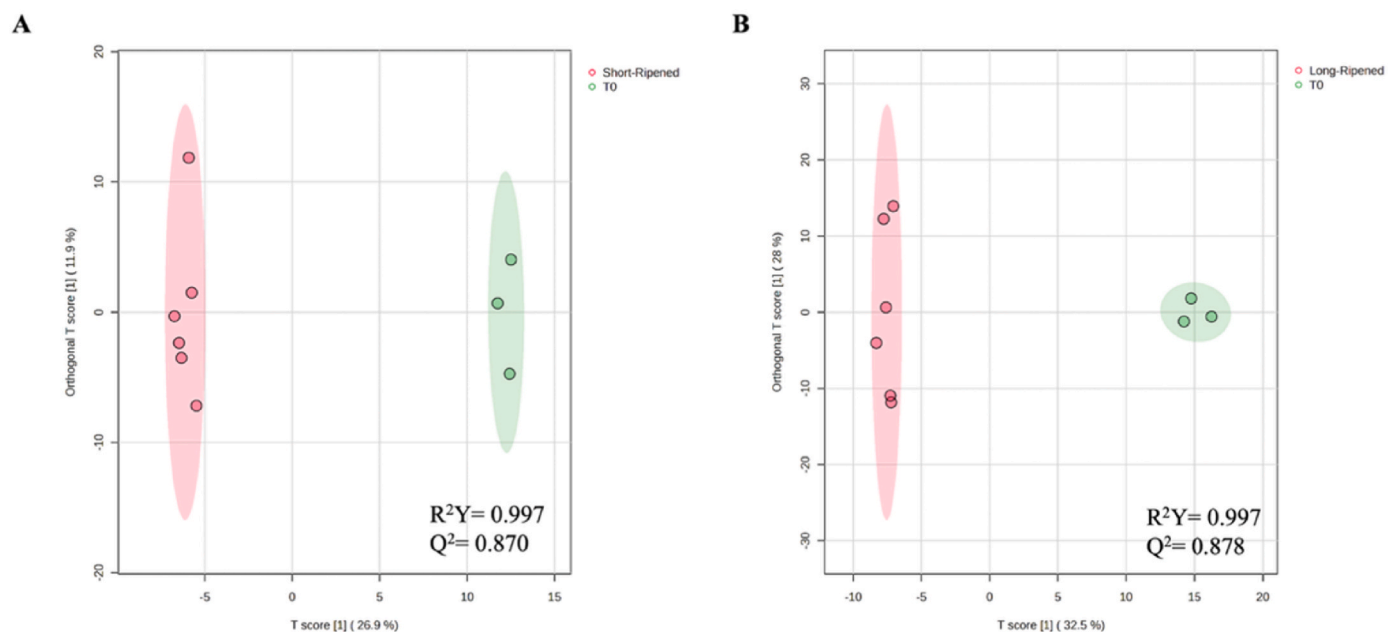 A
20
10
0
-10
-20
Orthogonal T score [1] ( 11.9 %)
-5
0
5
10
15
T score [1] ( 26.9 %)
Short-Ripened
T0
R²Y= 0.997
Q²= 0.870
B
30
20
10
0
-10
-20
-30
Orthogonal T score [1] ( 28 %)
-10
-5
0
5
10
15
20
T score [1] ( 32.5 %)
Long-Ripened
T0
R²Y= 0.997
Q²= 0.878